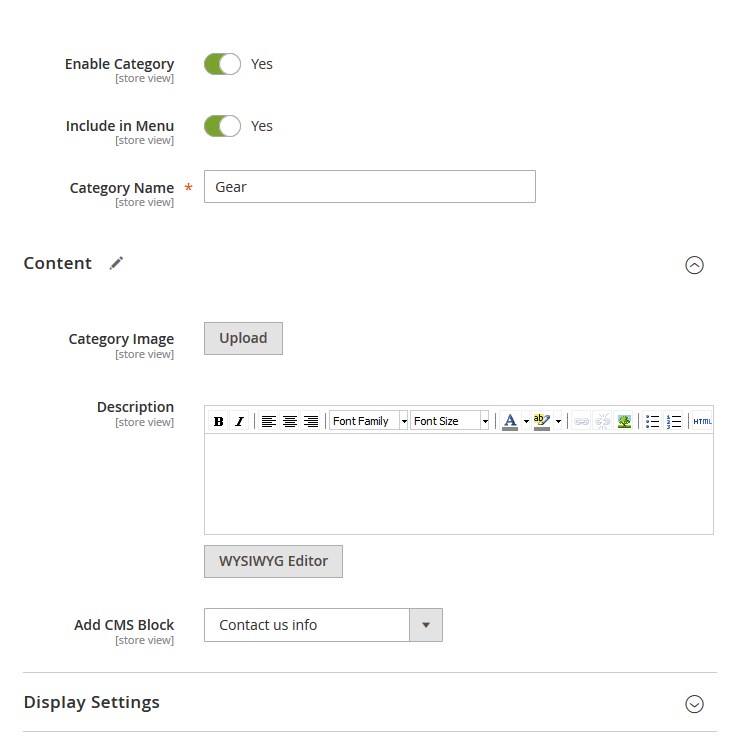 Enable Category
[store view]
Yes
Include in Menu
[store view]
Yes
Category Name *
[store view]
Gear
Content
Category Image
[store view]
Upload
Description
[store view]
B I Font Family Font Size A ab HTML
WYSIWYG Editor
Add CMS Block
[store view]
Contact us info
Display Settings